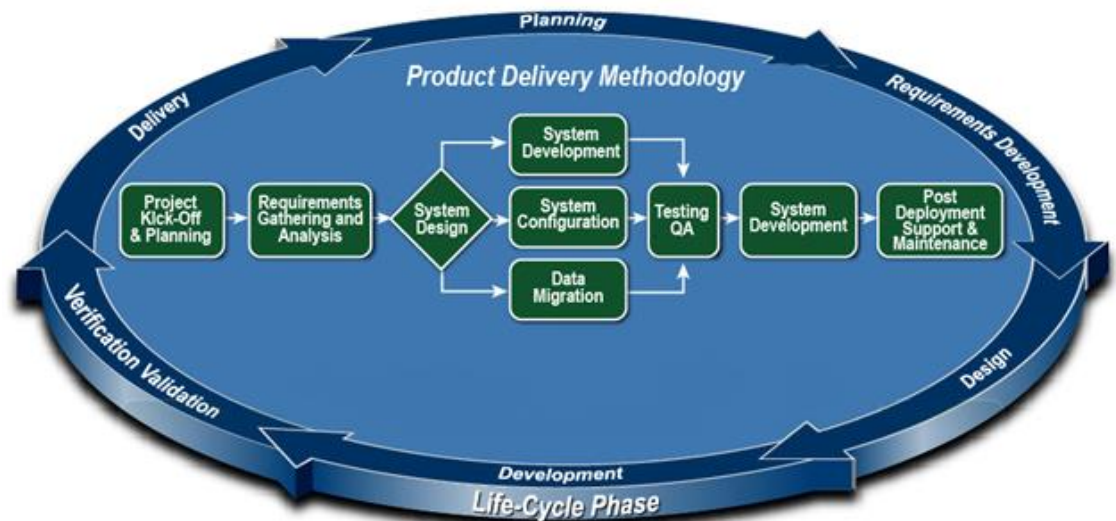 Planning
Product Delivery Methodology
Delivery
Requirements Development
System
Development
Project
KIck-Off
& Planning
Requirements
Gathering and
Analysis
System
Design
System
Configuration
Testing
QA
System
Development
Post
Deployment
Support &
Maintenance
Data
Migration
Verification Validation
Design
Development
Life-Cycle Phase